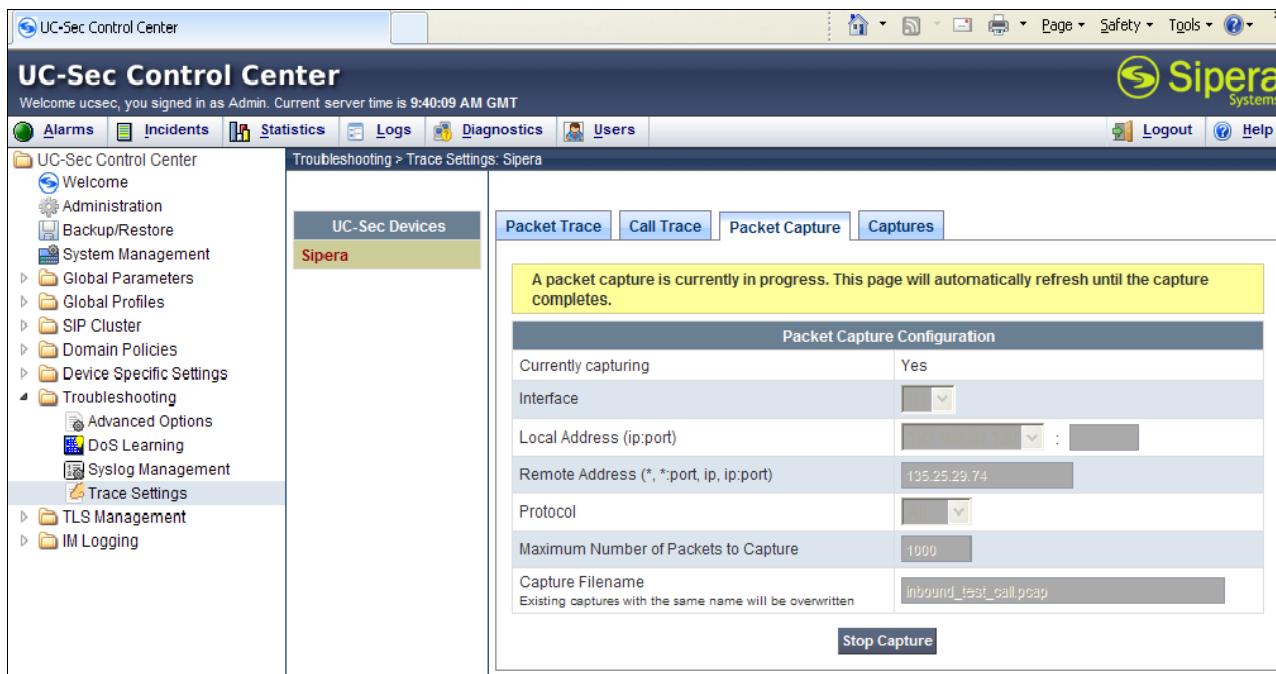 UC-Sec Control Center
Page
Safety
Tools
UC-Sec Control Center
Welcome ucsec, you signed in as Admin. Current server time is 9:40:09 AM GMT
Sipera
Systems
Alarms
Incidents
Statistics
Logs
Diagnostics
Users
Logout
Help
UC-Sec Control Center
Welcome
Administration
Backup/Restore
System Management
Global Parameters
Global Profiles
SIP Cluster
Domain Policies
Device Specific Settings
Troubleshooting
Advanced Options
DoS Learning
Syslog Management
Trace Settings
TLS Management
IM Logging
Troubleshooting > Trace Settings: Sipera
UC-Sec Devices
Sipera
Packet Trace
Call Trace
Packet Capture
Captures
A packet capture is currently in progress. This page will automatically refresh until the capture
completes.
Packet Capture Configuration
Currently capturing Yes
Interface
Local Address (ip:port) :
Remote Address (*, *:port, ip, ip:port) 135.25.29.74
Protocol
Maximum Number of Packets to Capture 1000
Capture Filename inbound_test_call.pcap
Existing captures with the same name will be overwritten
Stop Capture